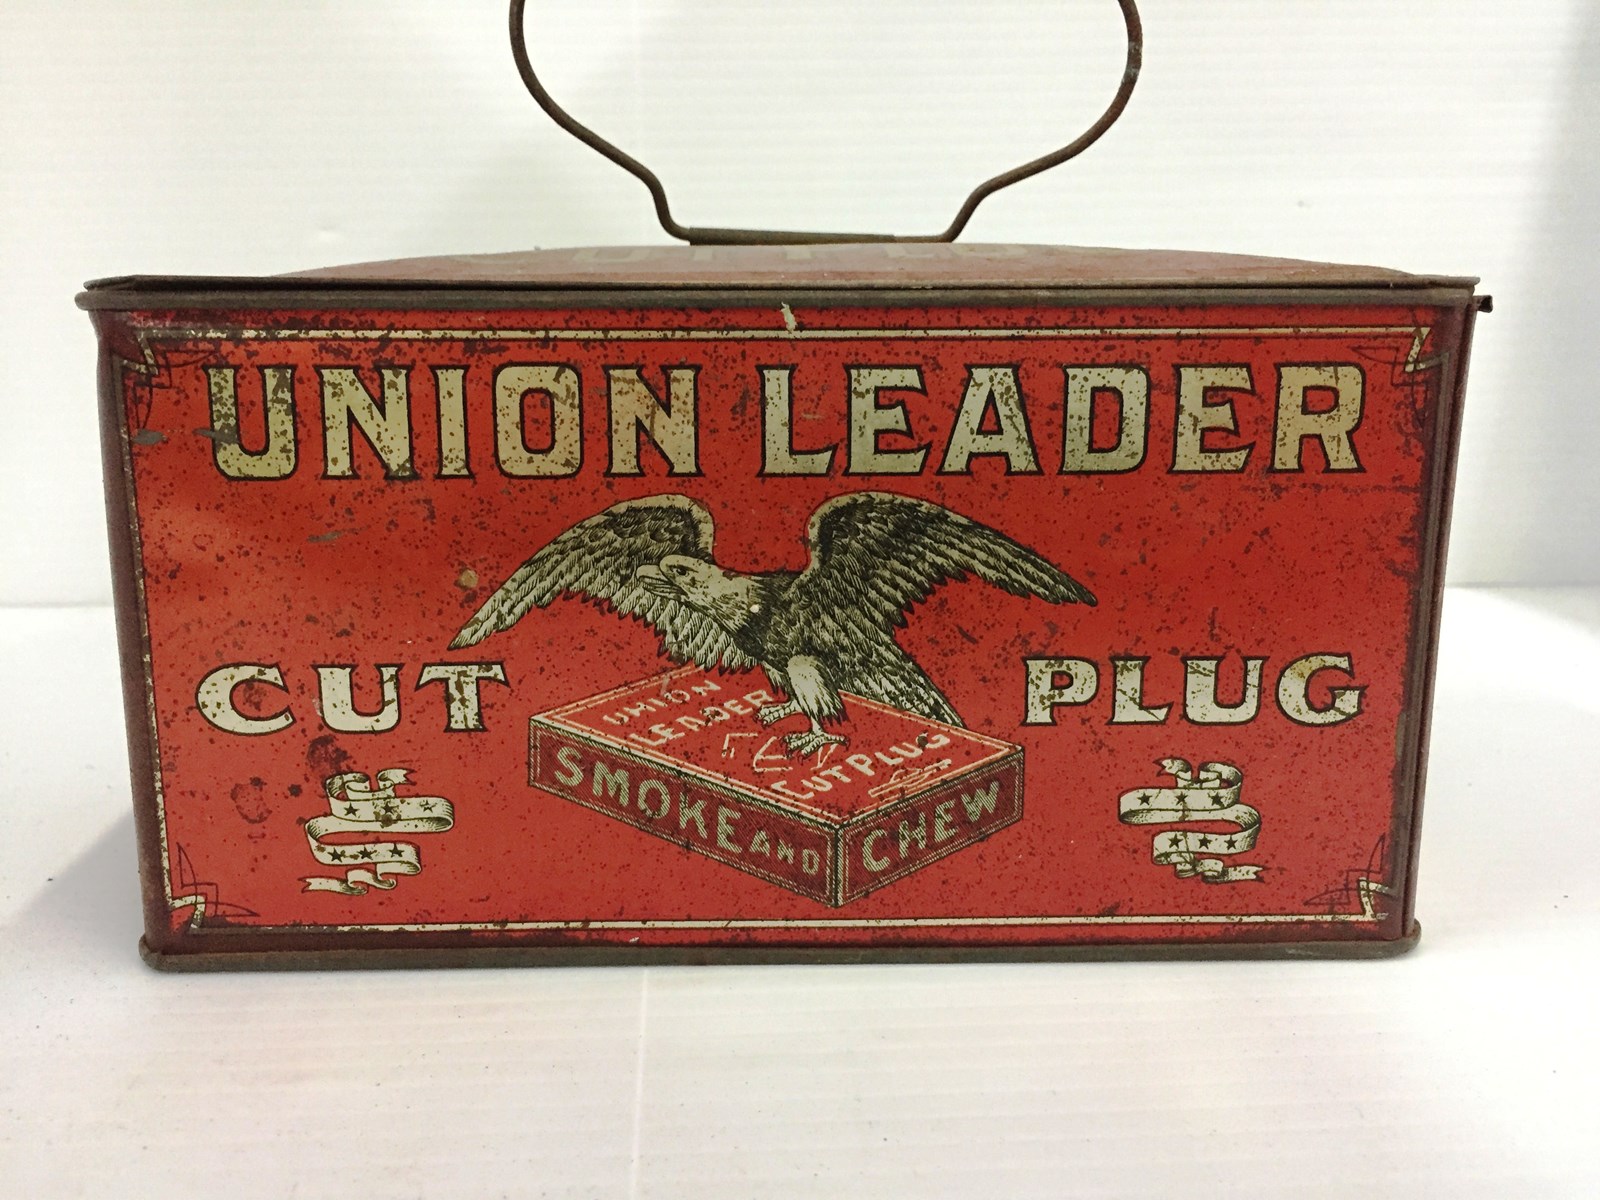 UNION LEADER
CUT PLUG
UNION
LEADER
CUT PLUG
SMOKE AND CHEW